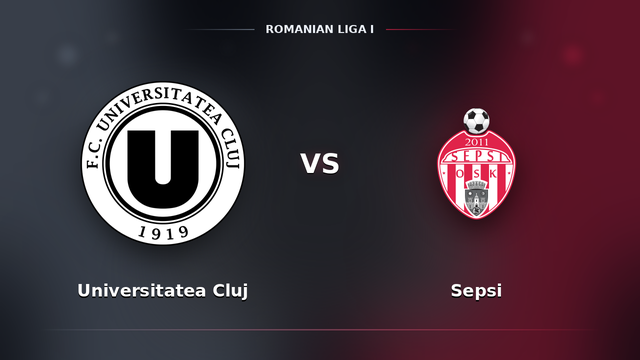 ROMANIAN LIGA I
F.C. UNIVERSITATEA CLUJ
U
1919
VS
2011
SEPSI
OSK
Universitatea Cluj
Sepsi